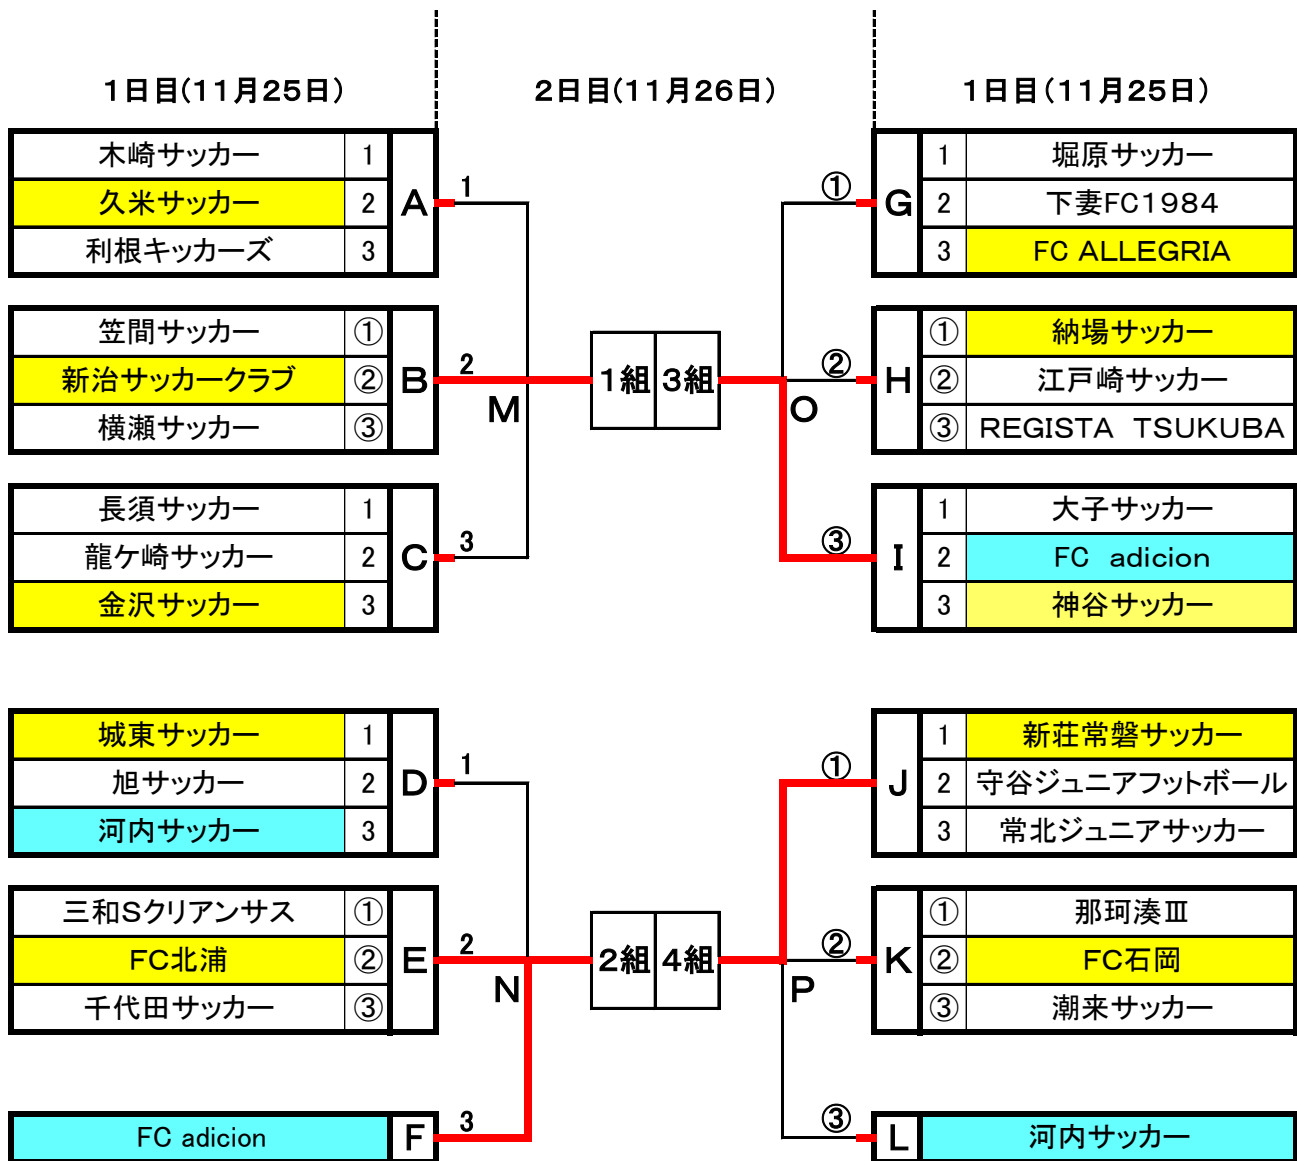 1日目(11月25日)
2日目(11月26日)
1日目(11月25日)
木崎サッカー 1
久米サッカー 2
利根キッカーズ 3
A
1
笠間サッカー ①
新治サッカークラブ ②
横瀬サッカー ③
B
2
M
長須サッカー 1
龍ケ崎サッカー 2
金沢サッカー 3
C
3
1組 3組
①
G
1 堀原サッカー
2 下妻FC1984
3 FC ALLEGRIA
②
O
H
① 納場サッカー
② 江戸崎サッカー
③ REGISTA TSUKUBA
③
I
1 大子サッカー
2 FC adicion
3 神谷サッカー
城東サッカー 1
旭サッカー 2
河内サッカー 3
D
1
三和Sクリアンサス ①
FC北浦 ②
千代田サッカー ③
E
2
N
FC adicion F
3
2組 4組
①
J
1 新荘常磐サッカー
2 守谷ジュニアフットボール
3 常北ジュニアサッカー
②
P
K
① 那珂湊Ⅲ
② FC石岡
③ 潮来サッカー
③
L 河内サッカー